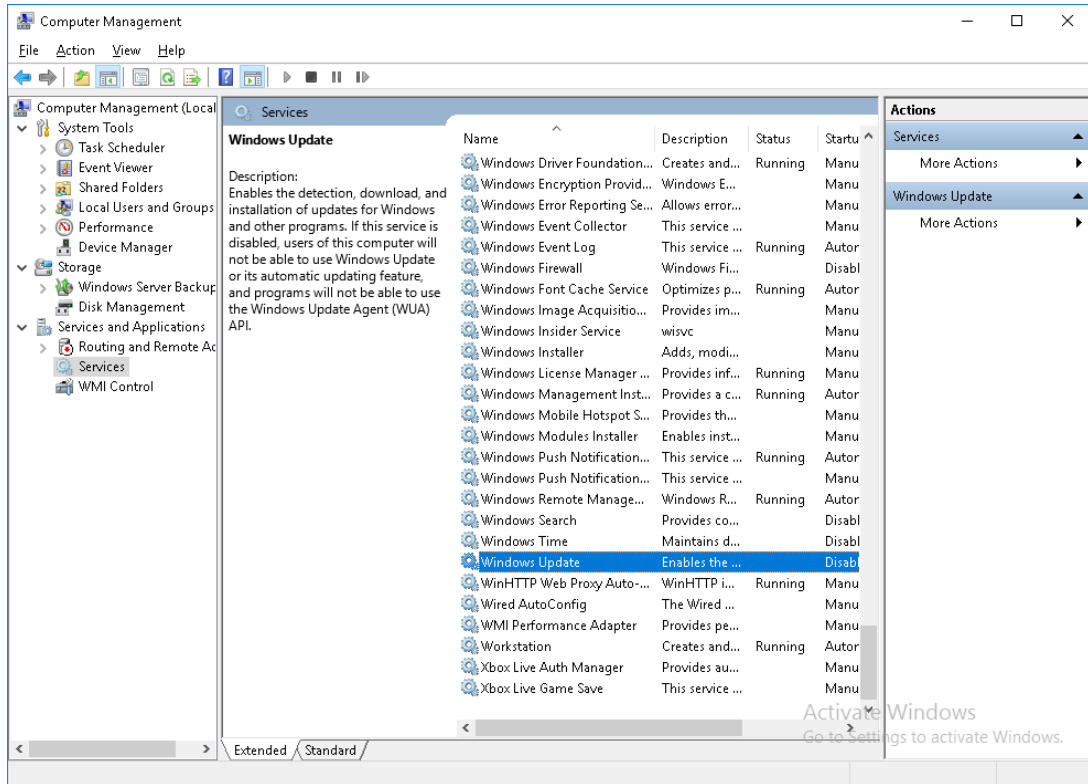 Computer Management
File Action View Help
Computer Management (Local
System Tools
Task Scheduler
Event Viewer
Shared Folders
Local Users and Groups
Performance
Device Manager
Storage
Windows Server Backup
Disk Management
Services and Applications
Routing and Remote Ac
Services
WMI Control
Services
Windows Update
Description:
Enables the detection, download, and
installation of updates for Windows
and other programs. If this service is
disabled, users of this computer will
not be able to use Windows Update
or its automatic updating feature,
and programs will not be able to use
the Windows Update Agent (WUA)
API.
Name Description Status Startu
Windows Driver Foundation... Creates and... Running Manu
Windows Encryption Provid... Windows E... Manu
Windows Error Reporting Se... Allows error... Manu
Windows Event Collector This service ... Manu
Windows Event Log This service ... Running Autor
Windows Firewall Windows Fi... Disabl
Windows Font Cache Service Optimizes p... Running Autor
Windows Image Acquisitio... Provides im... Manu
Windows Insider Service wisvc Manu
Windows Installer Adds, modi... Manu
Windows License Manager ... Provides inf... Running Manu
Windows Management Inst... Provides a c... Running Autor
Windows Mobile Hotspot S... Provides th... Manu
Windows Modules Installer Enables inst... Manu
Windows Push Notification... This service ... Running Autor
Windows Push Notification... This service ... Manu
Windows Remote Manage... Windows R... Running Autor
Windows Search Provides co... Disabl
Windows Time Maintains d... Disabl
Windows Update Enables the ... Disabl
WinHTTP Web Proxy Auto-... WinHTTP i... Running Manu
Wired AutoConfig The Wired ... Manu
WMI Performance Adapter Provides pe... Manu
Workstation Creates and... Running Autor
Xbox Live Auth Manager Provides au... Manu
Xbox Live Game Save This service ... Manu
Extended Standard
Actions
Services
More Actions
Windows Update
More Actions
Activate Windows
Go to Settings to activate Windows.